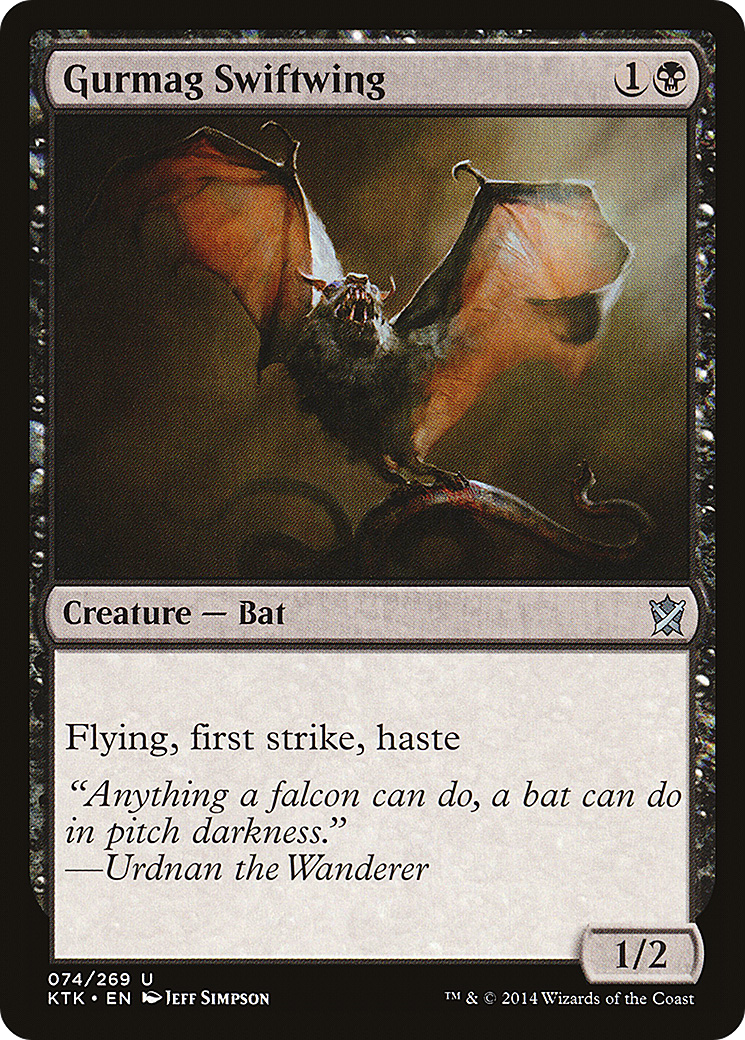 Gurmag Swiftwing 1
Creature — Bat
Flying, first strike, haste
“Anything a falcon can do, a bat can do
in pitch darkness.”
—Urdnan the Wanderer
1/2
074/269 U
KTK • EN Jeff Simpson ™ & © 2014 Wizards of the Coast